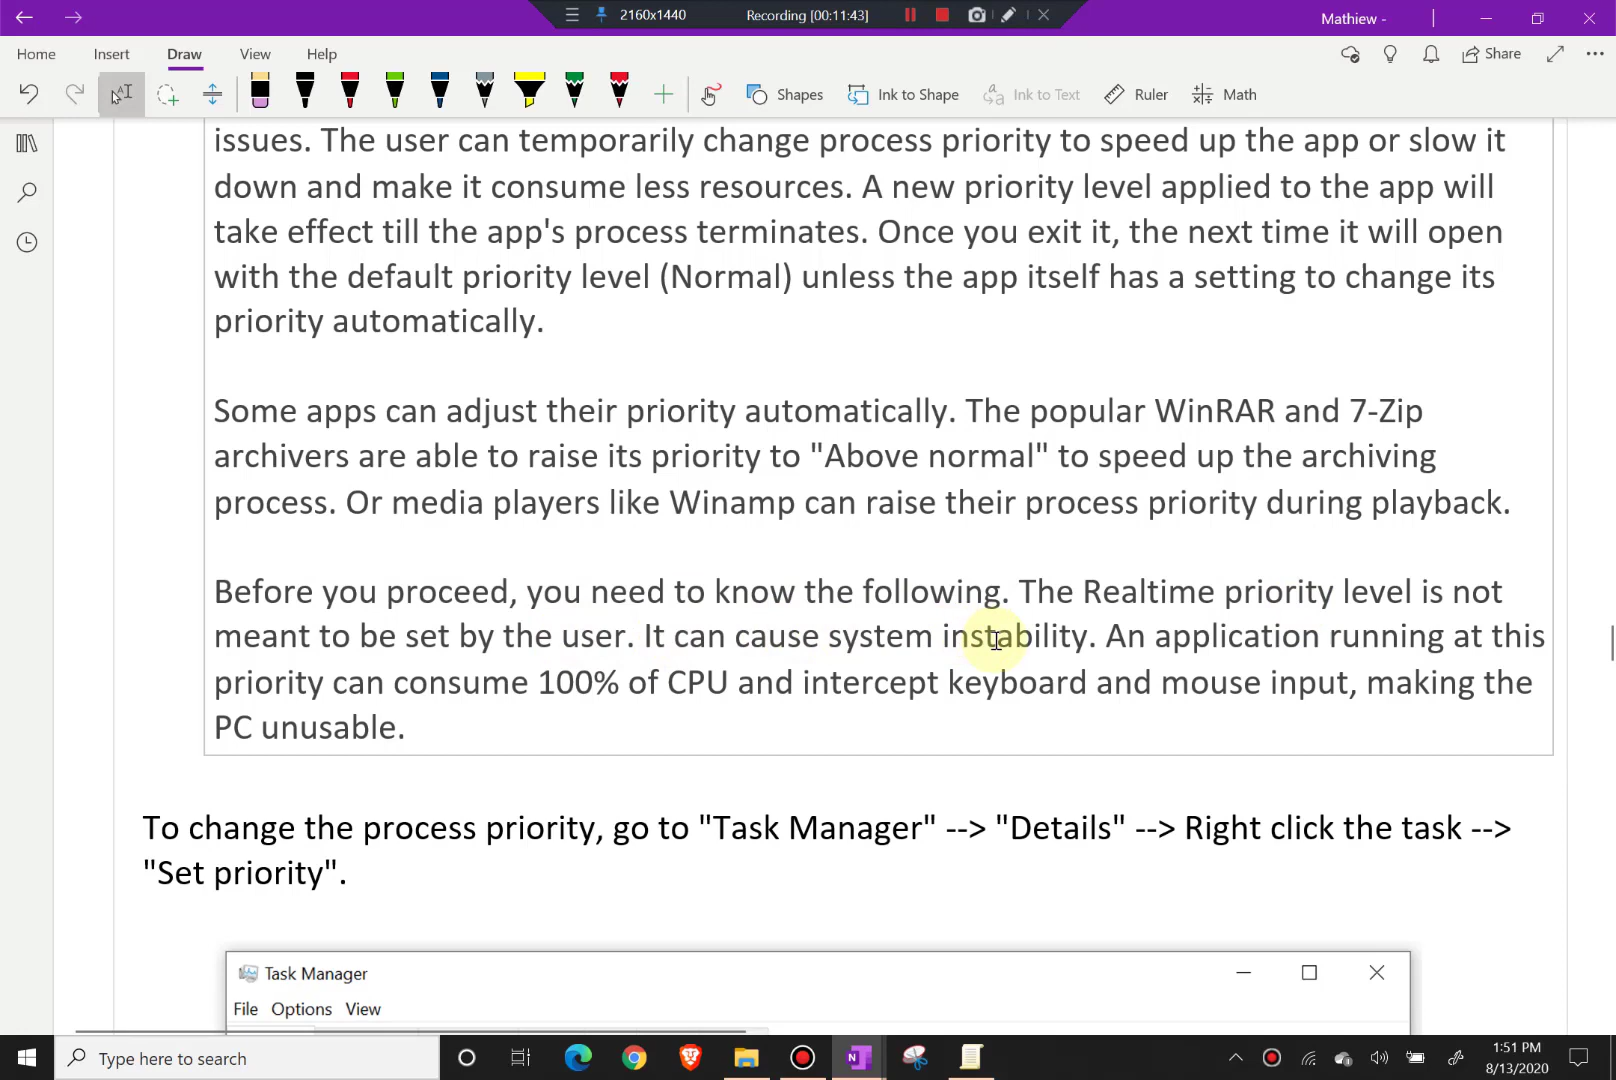 2160x1440
Recording [00:11:43]
Mathiew -
Home Insert Draw View Help
Share
Shapes
Ink to Shape
Ink to Text
Ruler
Math
issues. The user can temporarily change process priority to speed up the app or slow it
down and make it consume less resources. A new priority level applied to the app will
take effect till the app's process terminates. Once you exit it, the next time it will open
with the default priority level (Normal) unless the app itself has a setting to change its
priority automatically.
Some apps can adjust their priority automatically. The popular WinRAR and 7-Zip
archivers are able to raise its priority to "Above normal" to speed up the archiving
process. Or media players like Winamp can raise their process priority during playback.
Before you proceed, you need to know the following. The Realtime priority level is not
meant to be set by the user. It can cause system instability. An application running at this
priority can consume 100% of CPU and intercept keyboard and mouse input, making the
PC unusable.
To change the process priority, go to "Task Manager" --> "Details" --> Right click the task -->
"Set priority".
Task Manager
File Options View
Type here to search
1:51 PM
8/13/2020